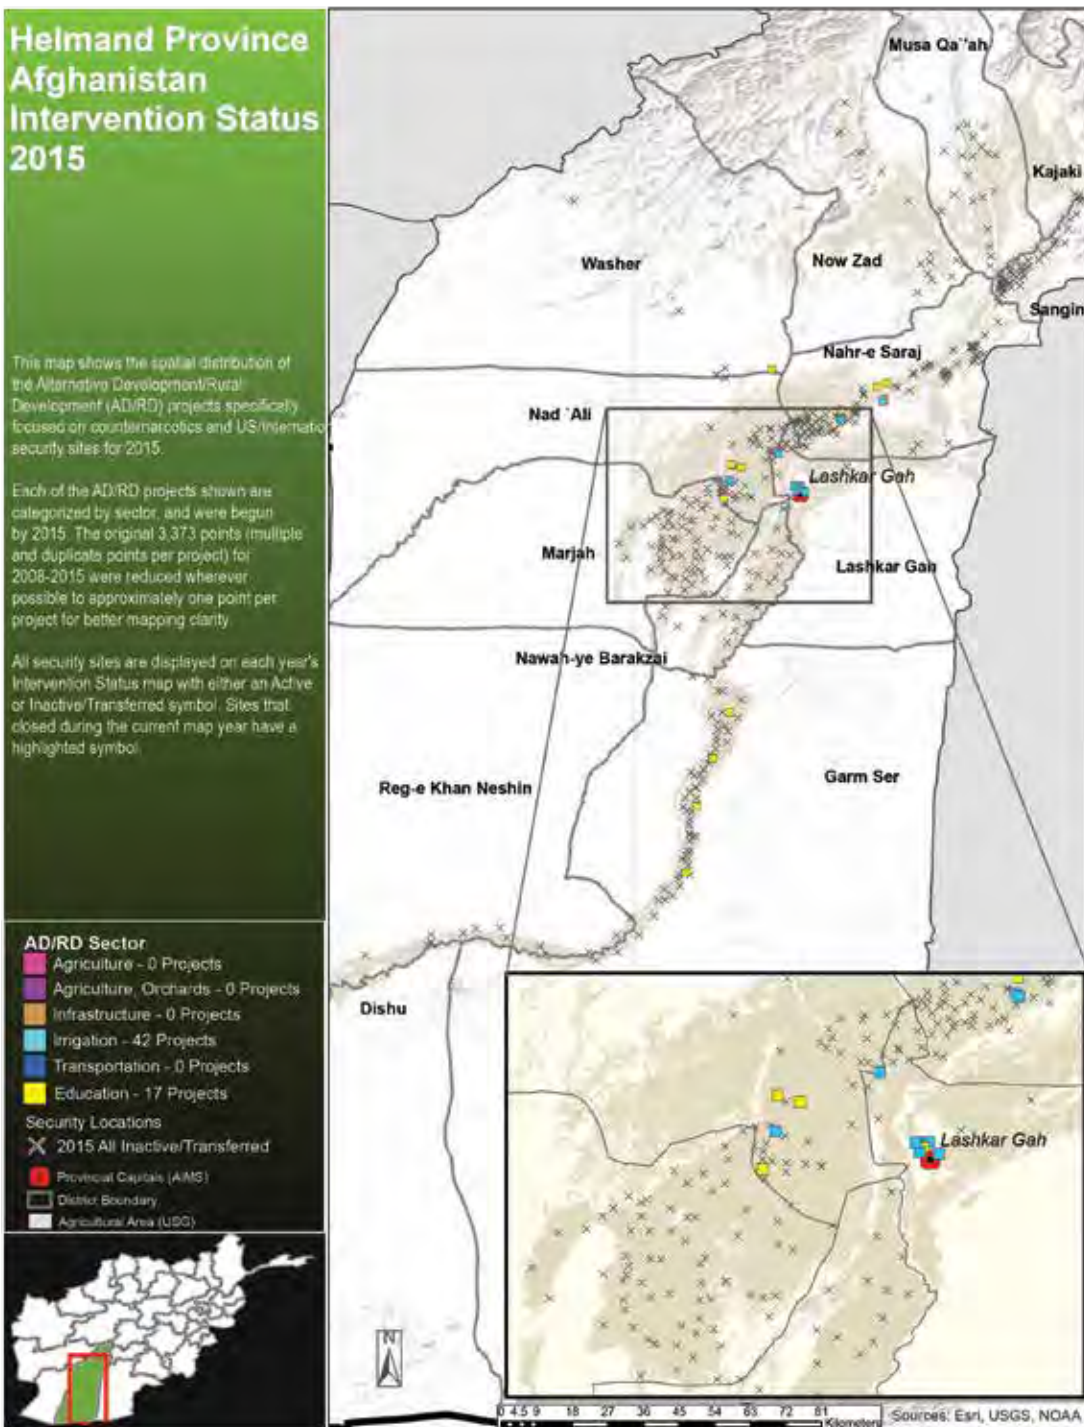 Helmand Province
Afghanistan
Intervention Status
2015
This map shows the spatial distribution of
the Alternative Development/Rural
Development (AD/RD) projects specifically
focused on counternarcotics and US/Internatio
security sites for 2015.
Each of the AD/RD projects shown are
categorized by sector, and were begun
by 2015. The original 3,373 points (multiple
and duplicate points per project) for
2008-2015 were reduced wherever
possible to approximately one point per
project for better mapping clarity
All security sites are displayed on each year's
Intervention Status map with either an Active
or Inactive/Transferred symbol. Sites that
closed during the current map year have a
highlighted symbol.
AD/RD Sector
Agriculture - 0 Projects
Agriculture, Orchards - 0 Projects
Infrastructure - 0 Projects
Irrigation - 42 Projects
Transportation - 0 Projects
Education - 17 Projects
Security Locations
2015 All Inactive/Transferred
Provincial Capitals (AIMS)
District Boundary
Agricultural Area (USG)
Musa Qa`'ah
Kajaki
Washer
Now Zad
Sangin
Nahr-e Saraj
Nad `Ali
Lashkar Gah
Marjah
Lashkar Gah
Nawah-ye Barakzai
Reg-e Khan Neshin
Garm Ser
Dishu
Lashkar Gah
N
0 4.5 9 18 27 36 45 54 63 72 81
Kilometers
Sources: Esri, USGS, NOAA